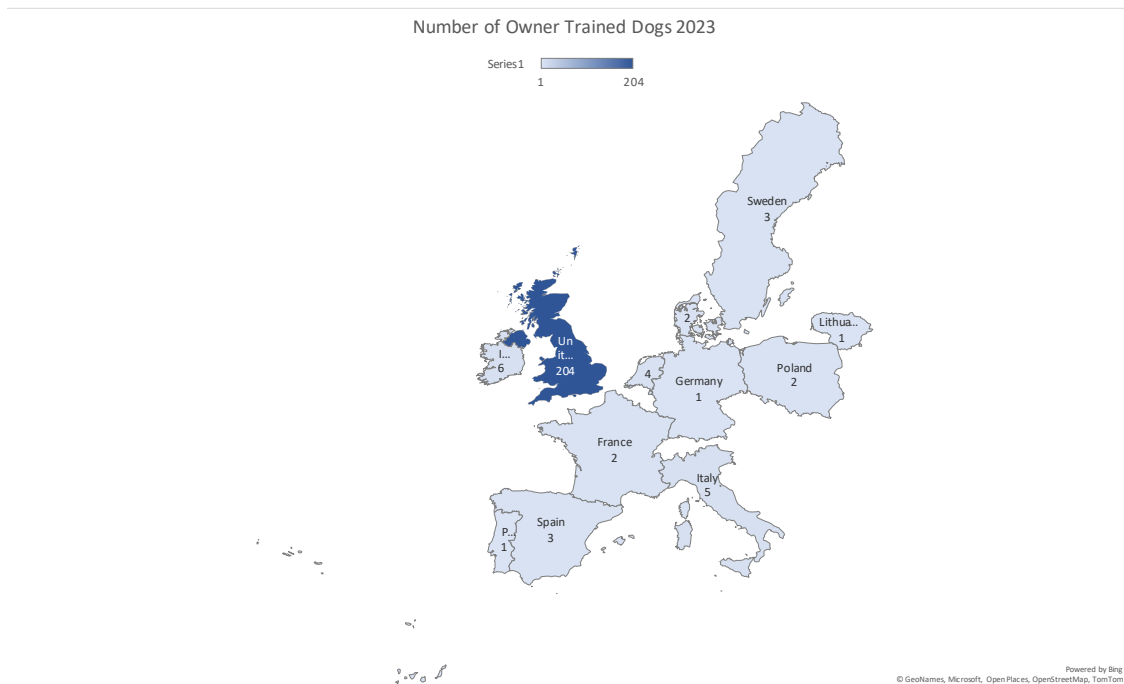 Number of Owner Trained Dogs 2023
Series1
1 204
Sweden
3
2
Lithua...
1
I...
6
Un
it...
204
4
Germany
1
Poland
2
France
2
Italy
5
P...
1
Spain
3
Powered by Bing
© GeoNames, Microsoft, Open Places, OpenStreetMap, TomTom